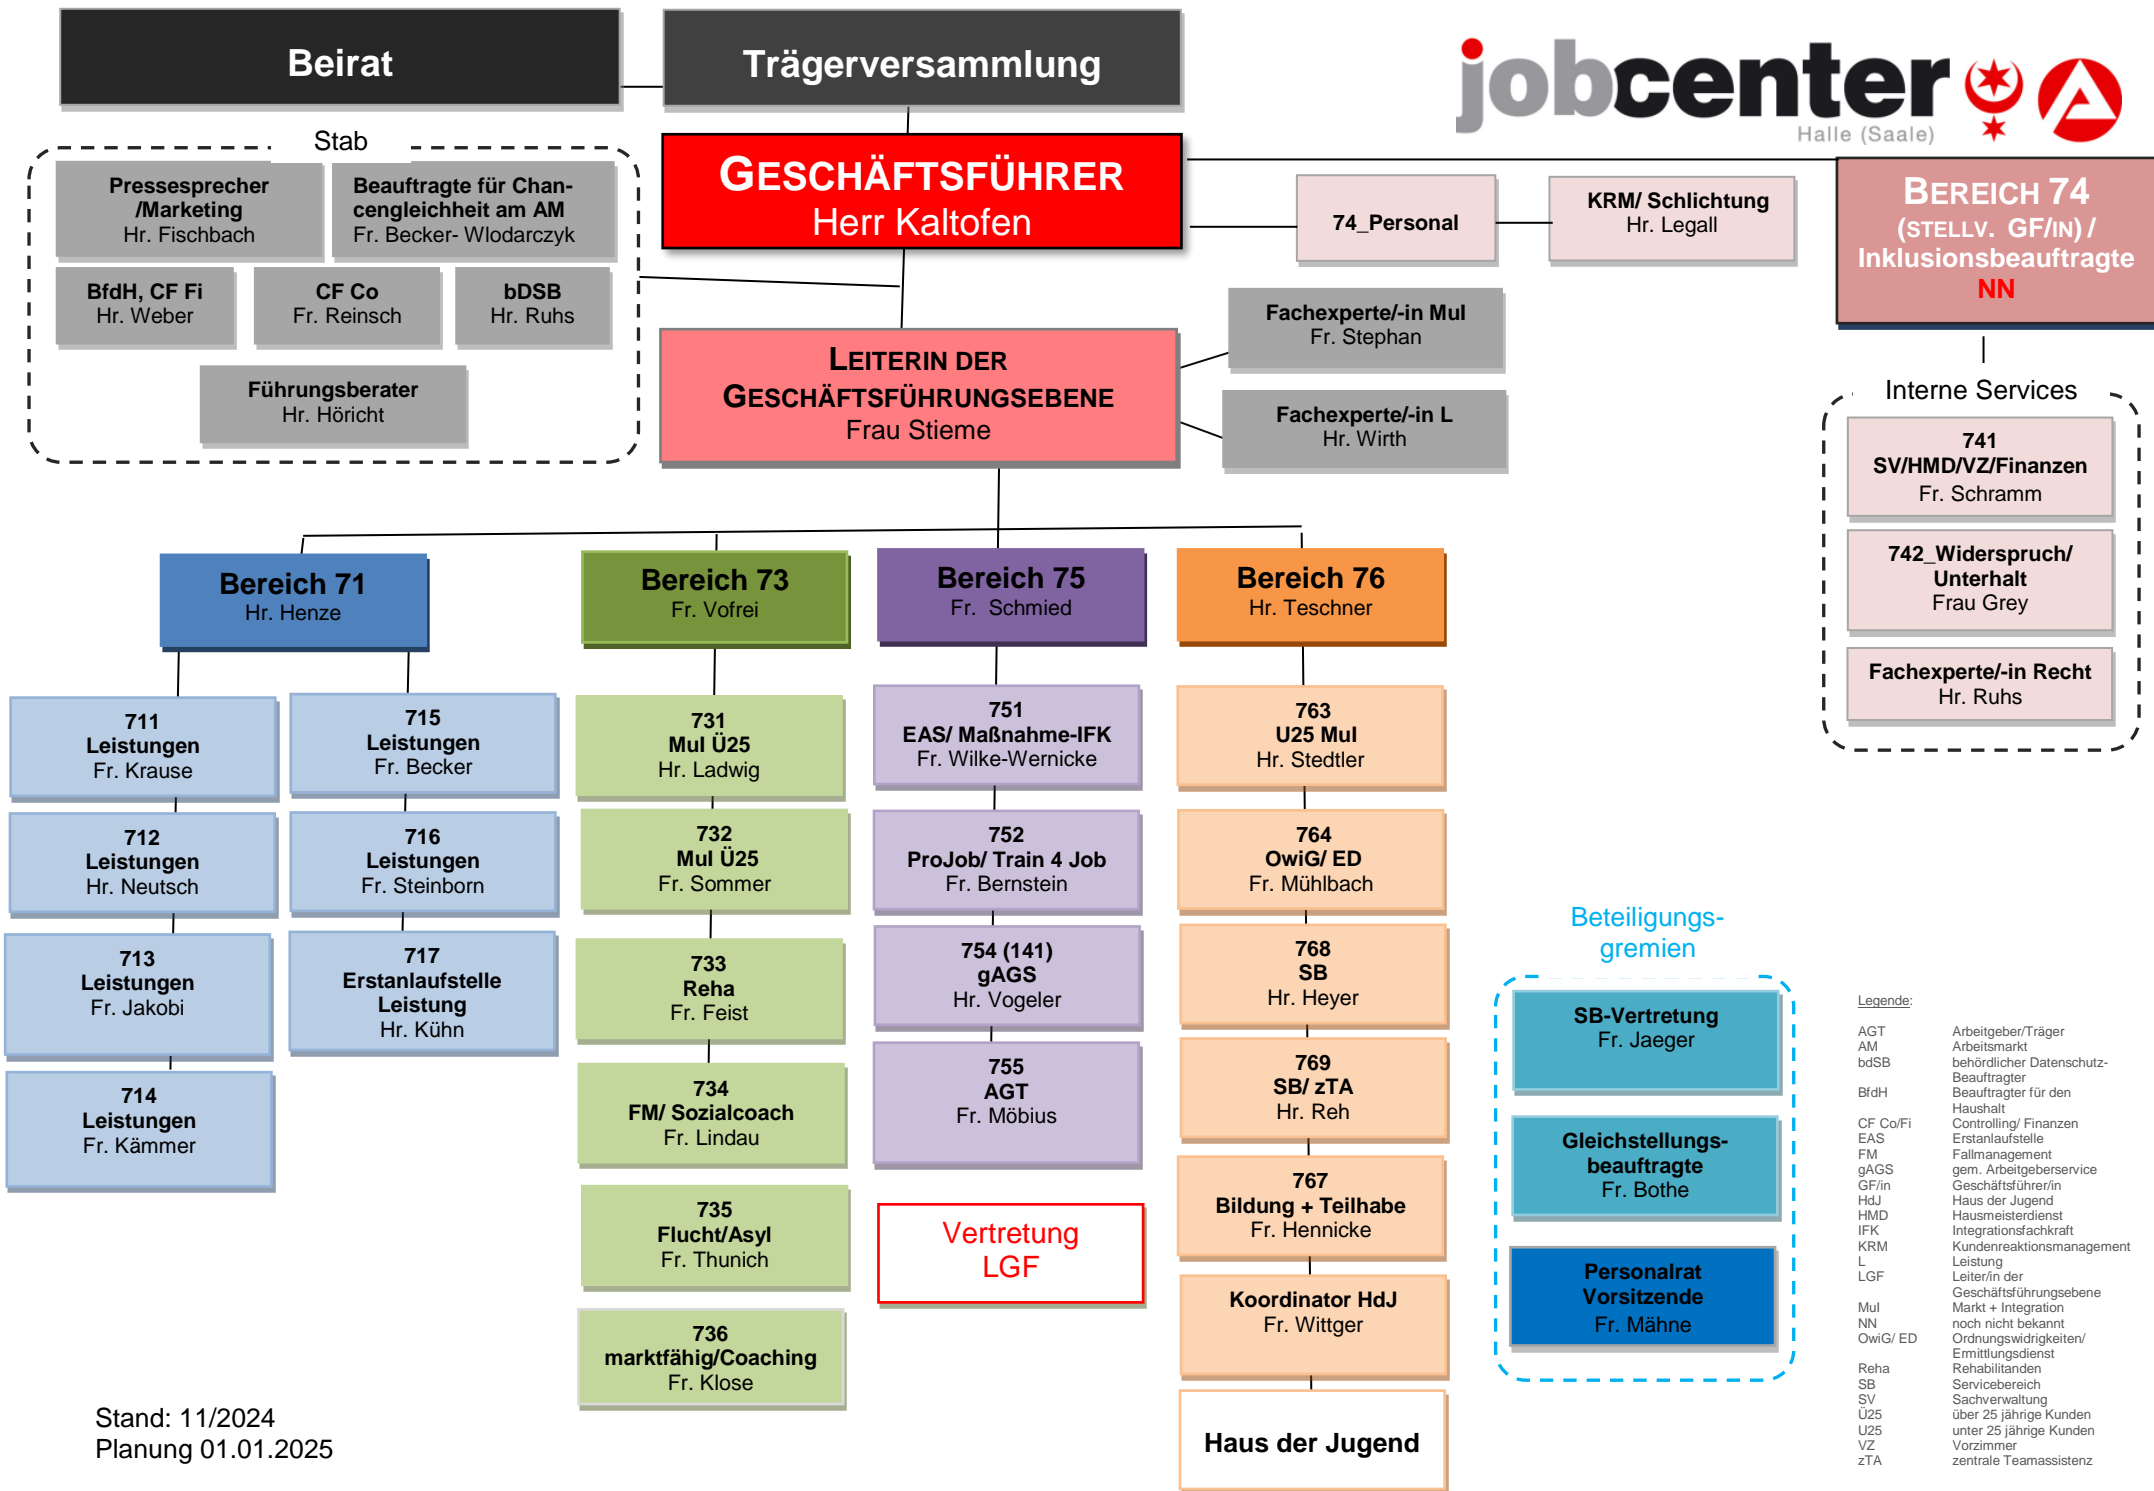 Beirat
Trägerversammlung
jobcenter
Halle (Saale)
Stab
Pressesprecher
/Marketing
Hr. Fischbach
Beauftragte für Chan-
cengleichheit am AM
Fr. Becker- Wlodarczyk
BfdH, CF Fi
Hr. Weber
CF Co
Fr. Reinsch
bDSB
Hr. Ruhs
Führungsberater
Hr. Höricht
GESCHÄFTSFÜHRER
Herr Kaltofen
74_Personal
KRM/ Schlichtung
Hr. Legall
BEREICH 74
(STELLV. GF/IN) /
Inklusionsbeauftragte
NN
LEITERIN DER
GESCHÄFTSFÜHRUNGSEBENE
Frau Stieme
Fachexperte/-in MuI
Fr. Stephan
Fachexperte/-in L
Hr. Wirth
Interne Services
741
SV/HMD/VZ/Finanzen
Fr. Schramm
742_Widerspruch/
Unterhalt
Frau Grey
Fachexperte/-in Recht
Hr. Ruhs
Bereich 71
Hr. Henze
711
Leistungen
Fr. Krause
712
Leistungen
Hr. Neutsch
713
Leistungen
Fr. Jakobi
714
Leistungen
Fr. Kämmer
715
Leistungen
Fr. Becker
716
Leistungen
Fr. Steinborn
717
Erstanlaufstelle
Leistung
Hr. Kühn
Bereich 73
Fr. Vofrei
731
MuI Ü25
Hr. Ladwig
732
MuI Ü25
Fr. Sommer
733
Reha
Fr. Feist
734
FM/ Sozialcoach
Fr. Lindau
735
Flucht/Asyl
Fr. Thunich
736
marktfähig/Coaching
Fr. Klose
Bereich 75
Fr. Schmied
751
EAS/ Maßnahme-IFK
Fr. Wilke-Wernicke
752
ProJob/ Train 4 Job
Fr. Bernstein
754 (141)
gAGS
Hr. Vogeler
755
AGT
Fr. Möbius
Vertretung
LGF
Bereich 76
Hr. Teschner
763
U25 MuI
Hr. Stedtler
764
OwiG/ ED
Fr. Mühlbach
768
SB
Hr. Heyer
769
SB/ zTA
Hr. Reh
767
Bildung + Teilhabe
Fr. Hennicke
Koordinator HdJ
Fr. Wittger
Haus der Jugend
Beteiligungs-
gremien
SB-Vertretung
Fr. Jaeger
Gleichstellungs-
beauftragte
Fr. Bothe
Personalrat
Vorsitzende
Fr. Mähne
Legende:
AGT Arbeitgeber/Träger
AM Arbeitsmarkt
bdSB behördlicher Datenschutz-
Beauftragter
BfdH Beauftragter für den
Haushalt
CF Co/Fi Controlling/ Finanzen
EAS Erstanlaufstelle
FM Fallmanagement
gAGS gem. Arbeitgeberservice
GF/in Geschäftsführer/in
HdJ Haus der Jugend
HMD Hausmeisterdienst
IFK Integrationsfachkraft
KRM Kundenreaktionsmanagement
L Leistung
LGF Leiter/in der
Geschäftsführungsebene
MuI Markt + Integration
NN noch nicht bekannt
OwiG/ ED Ordnungswidrigkeiten/
Ermittlungsdienst
Reha Rehabilitanden
SB Servicebereich
SV Sachverwaltung
Ü25 über 25 jährige Kunden
U25 unter 25 jährige Kunden
VZ Vorzimmer
zTA zentrale Teamassistenz
Stand: 11/2024
Planung 01.01.2025